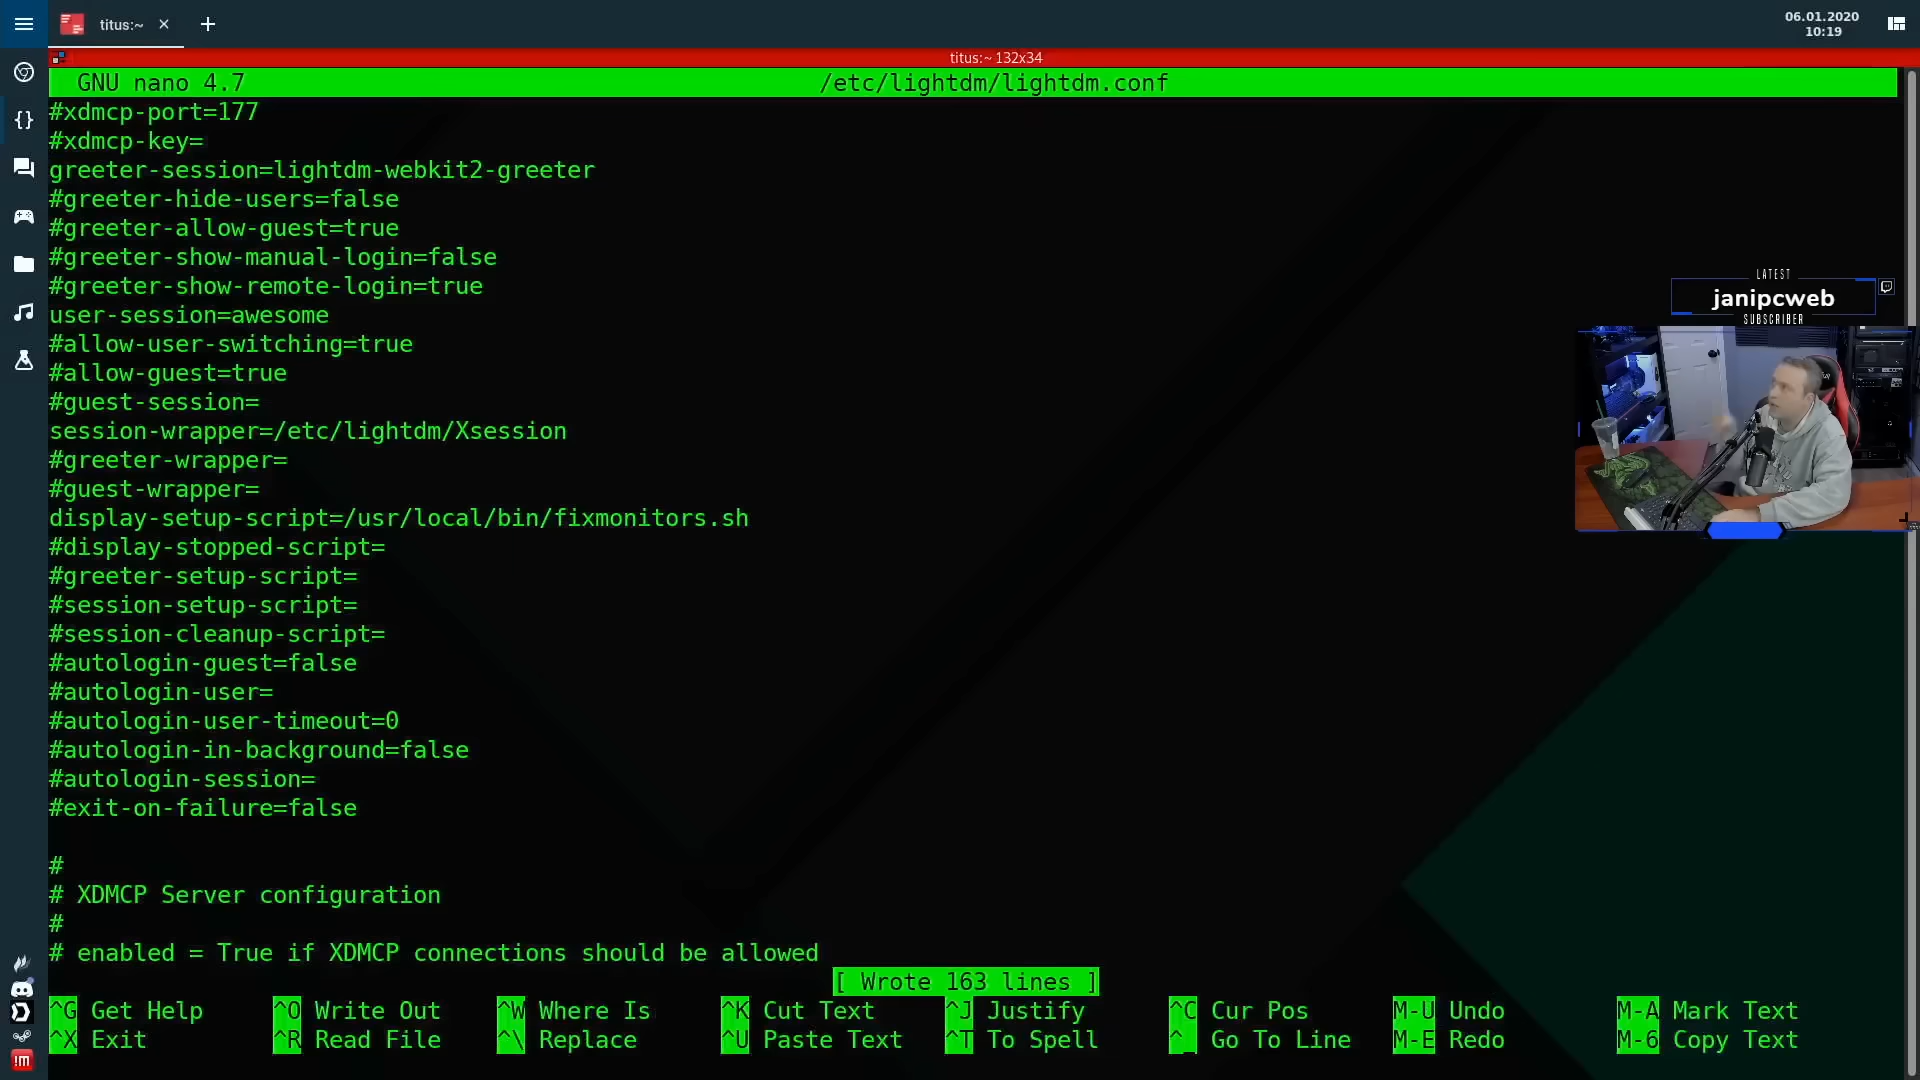 titus:~
06.01.2020
10:19
titus:~ 132x34
GNU nano 4.7 /etc/lightdm/lightdm.conf
#xdmcp-port=177
#xdmcp-key=
greeter-session=lightdm-webkit2-greeter
#greeter-hide-users=false
#greeter-allow-guest=true
#greeter-show-manual-login=false
#greeter-show-remote-login=true
user-session=awesome
#allow-user-switching=true
#allow-guest=true
#guest-session=
session-wrapper=/etc/lightdm/Xsession
#greeter-wrapper=
#guest-wrapper=
display-setup-script=/usr/local/bin/fixmonitors.sh
#display-stopped-script=
#greeter-setup-script=
#session-setup-script=
#session-cleanup-script=
#autologin-guest=false
#autologin-user=
#autologin-user-timeout=0
#autologin-in-background=false
#autologin-session=
#exit-on-failure=false
#
# XDMCP Server configuration
#
# enabled = True if XDMCP connections should be allowed
LATEST
janipcweb
SUBSCRIBER
[ Wrote 163 lines ]
^G Get Help ^O Write Out ^W Where Is ^K Cut Text ^J Justify ^C Cur Pos M-U Undo M-A Mark Text
^X Exit ^R Read File ^\ Replace ^U Paste Text ^T To Spell ^_ Go To Line M-E Redo M-6 Copy Text
!m